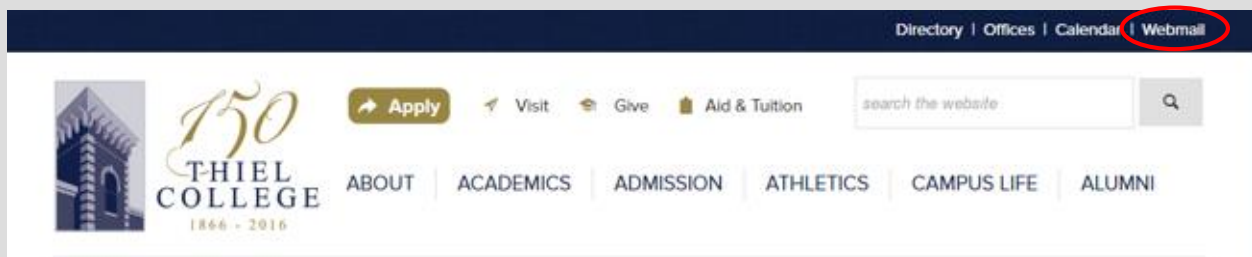 Directory | Offices | Calendar | Webmail
150
THIEL
COLLEGE
1866 - 2016
Apply Visit Give Aid & Tuition search the website
ABOUT ACADEMICS ADMISSION ATHLETICS CAMPUS LIFE ALUMNI